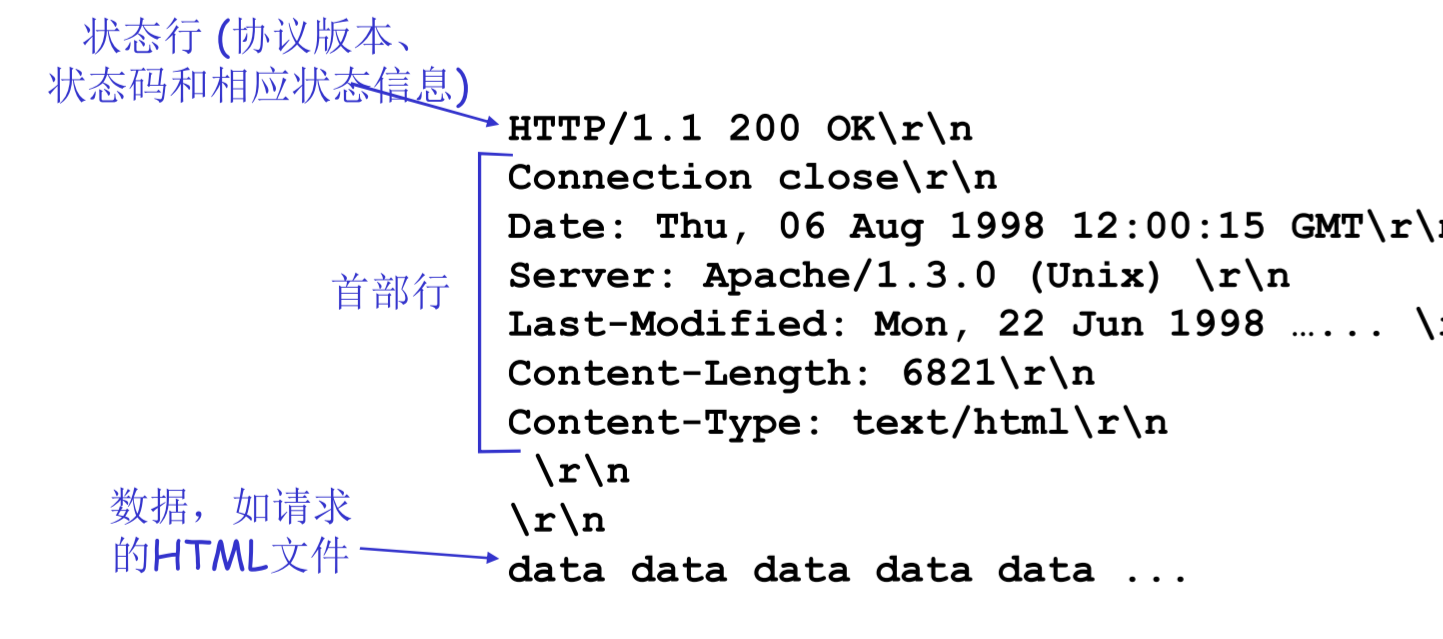 状态行 (协议版本、
状态码和相应状态信息)
HTTP/1.1 200 OK\r\n
Connection close\r\n
Date: Thu, 06 Aug 1998 12:00:15 GMT\r\
首部行
Server: Apache/1.3.0 (Unix) \r\n
Last-Modified: Mon, 22 Jun 1998 …... \
Content-Length: 6821\r\n
Content-Type: text/html\r\n
\r\n
数据，如请求
的HTML文件
\r\n
data data data data data ...